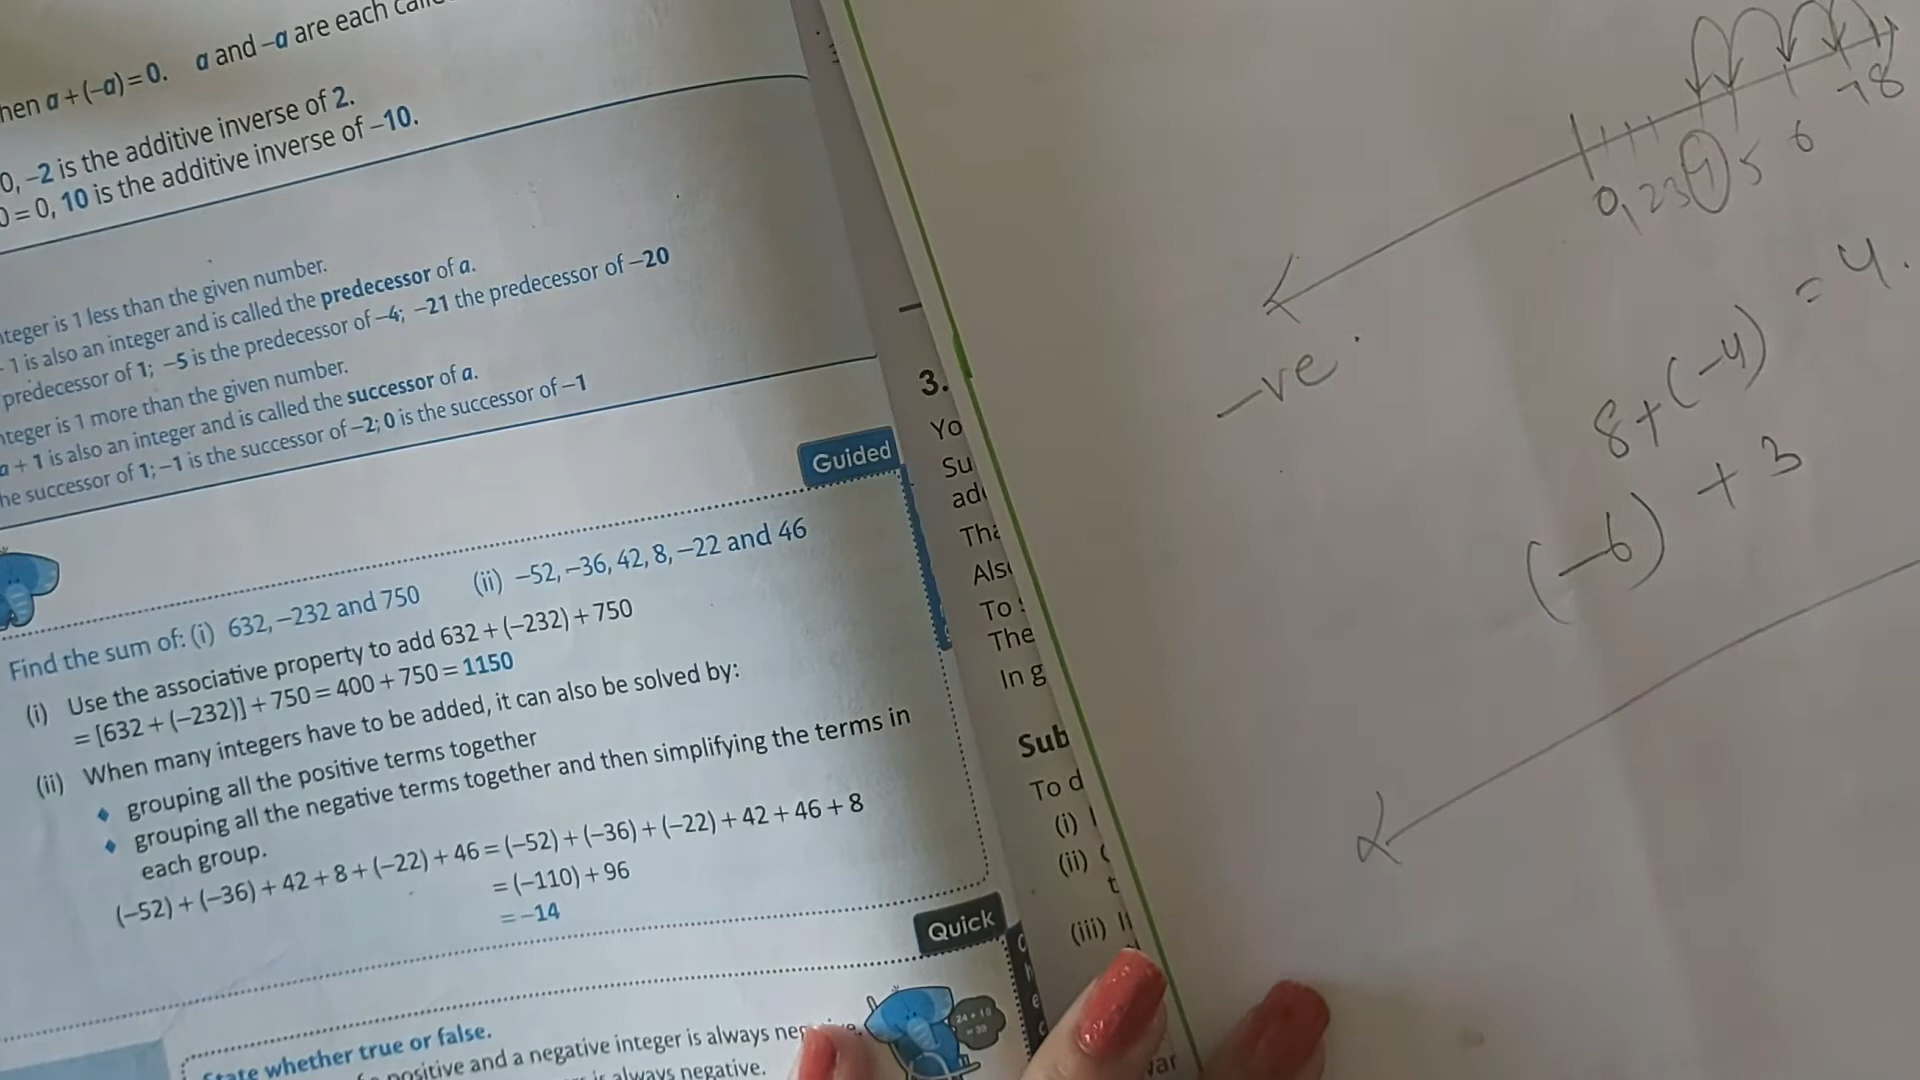 a and –a are each
hen a + (–a) = 0.
0, –2 is the additive inverse of 2.
0 = 0, 10 is the additive inverse of –10.
nteger is 1 less than the given number.
– 1 is also an integer and is called the predecessor of a.
predecessor of 1; –5 is the predecessor of –4; –21 the predecessor of –20
nteger is 1 more than the given number.
a + 1 is also an integer and is called the successor of a.
he successor of 1; –1 is the successor of –2; 0 is the successor of –1
Guided
Find the sum of: (i) 632, –232 and 750 (ii) –52, –36, 42, 8, –22 and 46
(i) Use the associative property to add 632 + (–232) + 750
= [632 + (–232)] + 750 = 400 + 750 = 1150
(ii) When many integers have to be added, it can also be solved by:
grouping all the positive terms together
grouping all the negative terms together and then simplifying the terms in
each group.
(–52) + (–36) + 42 + 8 + (–22) + 46 = (–52) + (–36) + (–22) + 42 + 46 + 8
= (–110) + 96
= –14
Quick
State whether true or false.
positive and a negative integer is always
is always negative.
24 + 10
3.
Yo
Su
ad
Tha
Als
To
The
In g
Sub
To d
(i)
(ii)
t
(iii)
0 1 2 3 4 5 6 7 8
–ve
8 + (–4) = 4.
(–6) + 3